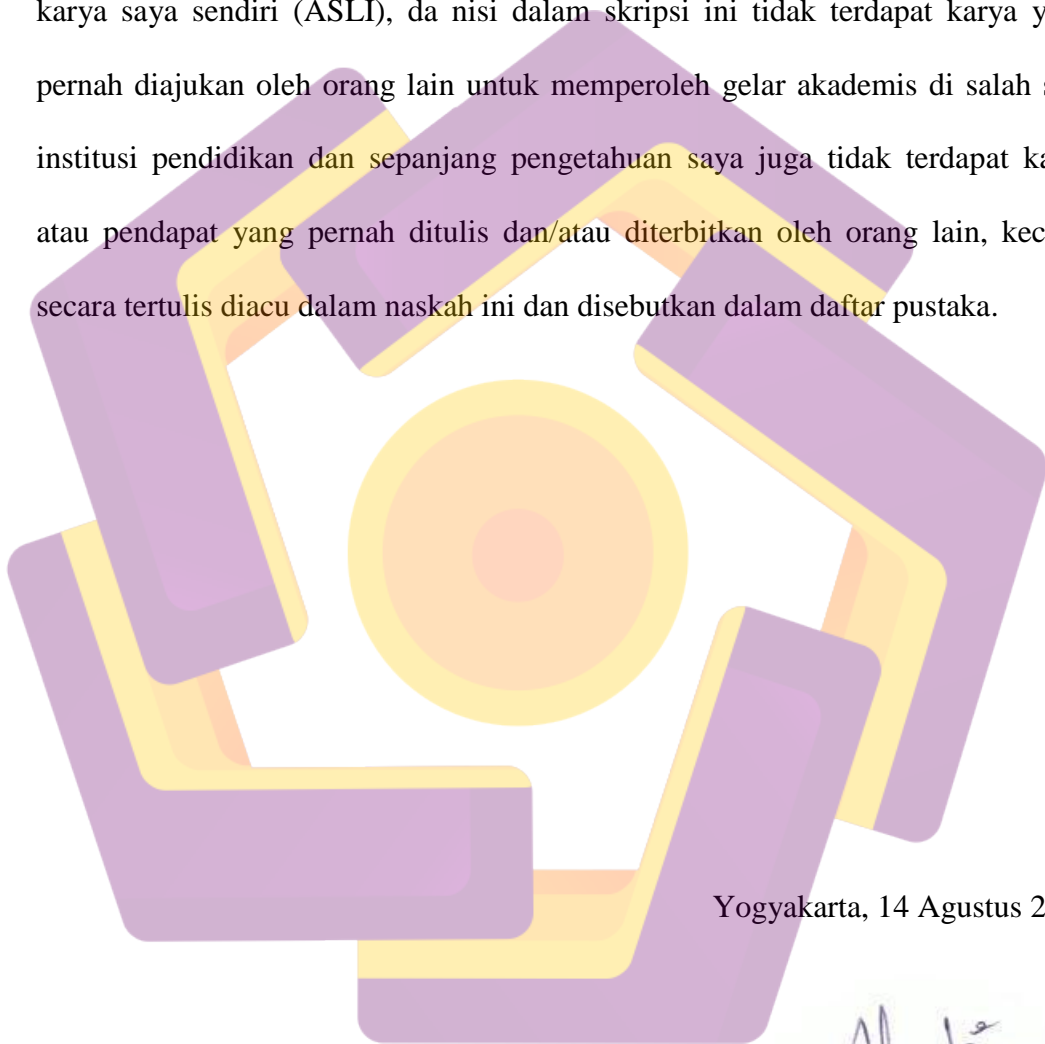 karya saya sendiri (ASLI), da nisi dalam skripsi ini tidak terdapat karya y
pernah diajukan oleh orang lain untuk memperoleh gelar akademis di salah s
institusi pendidikan dan sepanjang pengetahuan saya juga tidak terdapat ka
atau pendapat yang pernah ditulis dan/atau diterbitkan oleh orang lain, kec
secara tertulis diacu dalam naskah ini dan disebutkan dalam daftar pustaka.
Yogyakarta, 14 Agustus 2